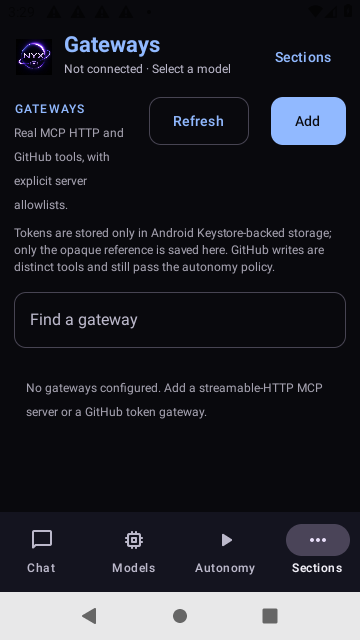 NYX
Gateways
Not connected · Select a model
Sections
GATEWAYS
Real MCP HTTP and
GitHub tools, with
explicit server
allowlists.
Refresh
Add
Tokens are stored only in Android Keystore-backed storage;
only the opaque reference is saved here. GitHub writes are
distinct tools and still pass the autonomy policy.
Find a gateway
No gateways configured. Add a streamable-HTTP MCP
server or a GitHub token gateway.
Chat
Models
Autonomy
Sections